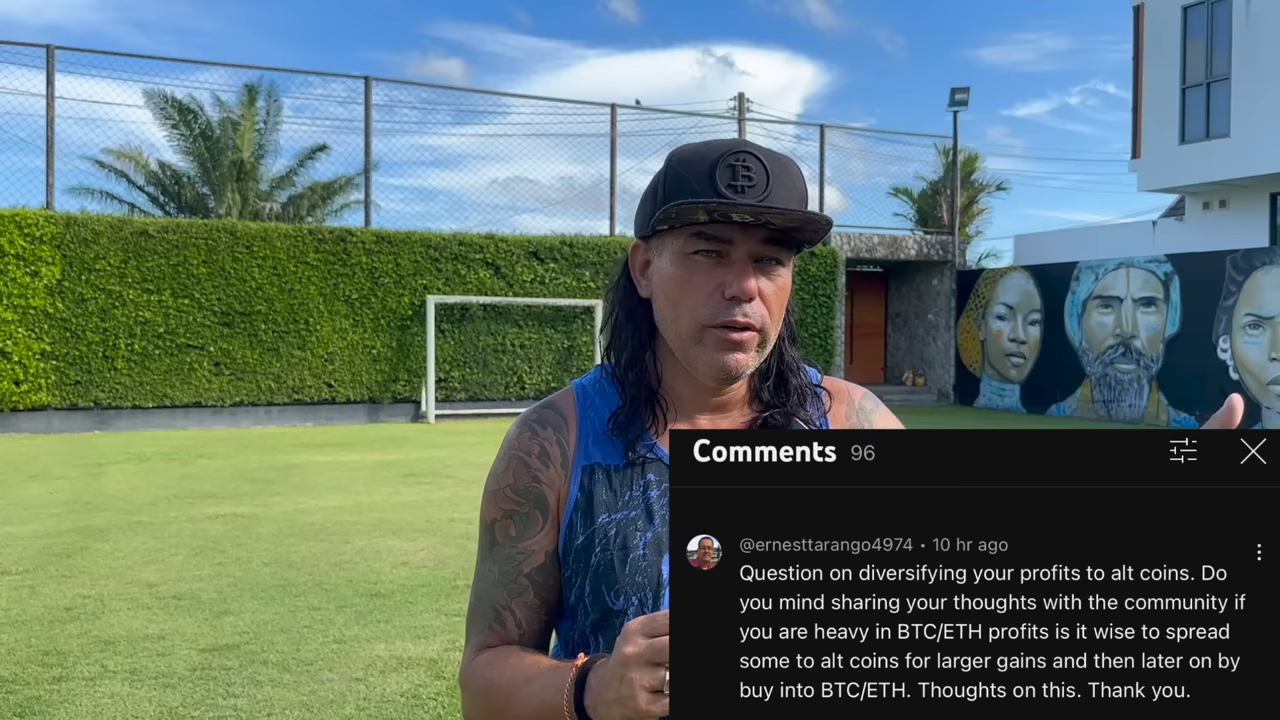 Comments 96
@ernesttarango4974 • 10 hr ago
Question on diversifying your profits to alt coins. Do
you mind sharing your thoughts with the community if
you are heavy in BTC/ETH profits is it wise to spread
some to alt coins for larger gains and then later on by
buy into BTC/ETH. Thoughts on this. Thank you.